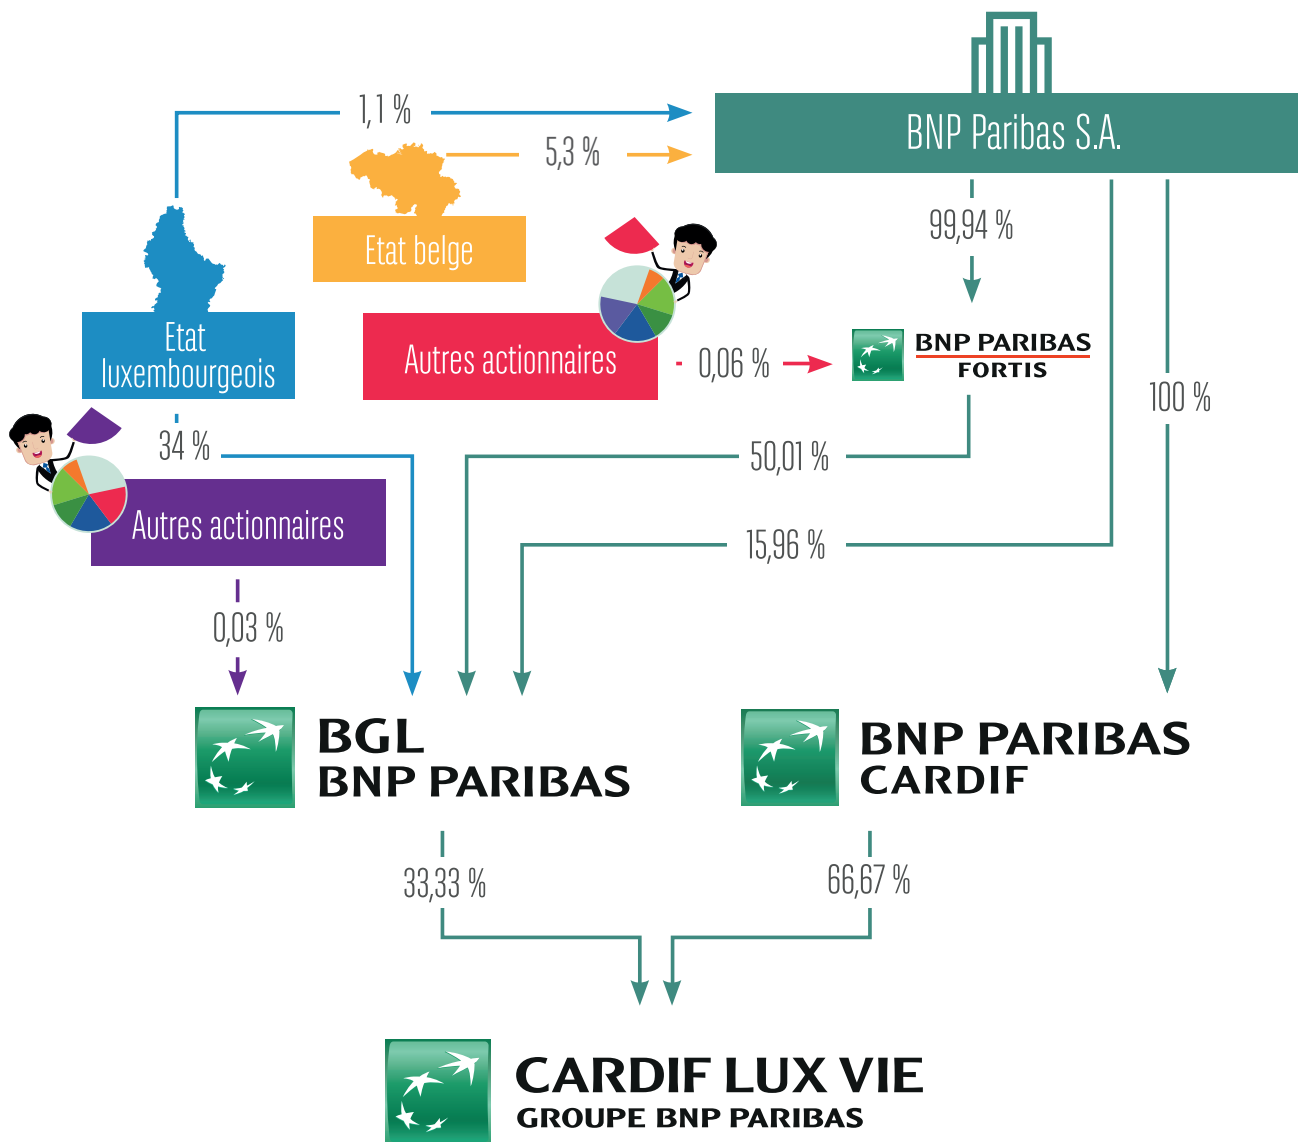 1,1 %
BNP Paribas S.A.
5,3 %
Etat belge
99,94 %
Etat
luxembourgeois
Autres actionnaires
0,06 %
BNP PARIBAS
FORTIS
100 %
34 %
50,01 %
Autres actionnaires
15,96 %
0,03 %
BGL
BNP PARIBAS
BNP PARIBAS
CARDIF
33,33 %
66,67 %
CARDIF LUX VIE
GROUPE BNP PARIBAS